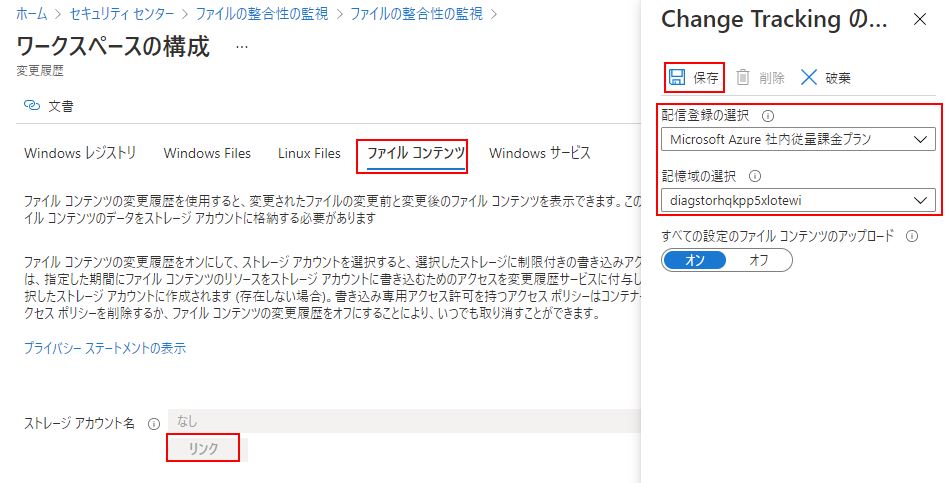 ホーム > セキュリティ センター > ファイルの整合性の監視 > ファイルの整合性の監視 >
ワークスペースの構成 …
変更履歴
文書
Windows レジストリ Windows Files Linux Files ファイル コンテンツ Windows サービス
ファイル コンテンツの変更履歴を使用すると、変更されたファイルの変更前と変更後のファイル コンテンツを表示できます。この
イル コンテンツのデータをストレージ アカウントに格納する必要があります
ファイル コンテンツの変更履歴をオンにして、ストレージ アカウントを選択すると、選択したストレージに制限付きの書き込みアク
は、指定した期間にファイル コンテンツのリソースをストレージ アカウントに書き込むためのアクセスを変更履歴サービスに付与し
択したストレージ アカウントに作成されます (存在しない場合)。書き込み専用アクセス許可を持つアクセス ポリシーはコンテナー
クセス ポリシーを削除するか、ファイル コンテンツの変更履歴をオフにすることにより、いつでも取り消すことができます。
プライバシー ステートメントの表示
ストレージ アカウント名 なし
リンク
Change Tracking の...
保存 削除 破棄
配信登録の選択
Microsoft Azure 社内従量課金プラン
記憶域の選択
diagstorhqkpp5xlotewi
すべての設定のファイル コンテンツのアップロード
オン オフ